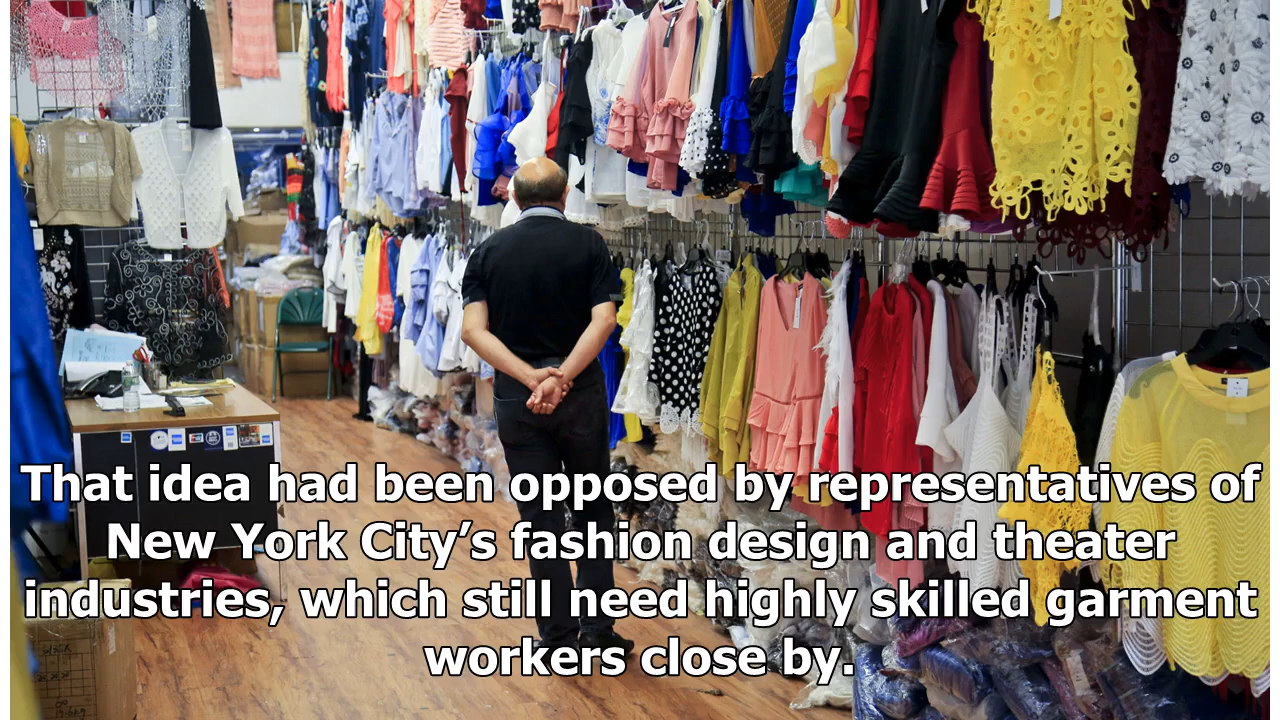 That idea had been opposed by representatives of
New York City’s fashion design and theater
industries, which still need highly skilled garment
workers close by.